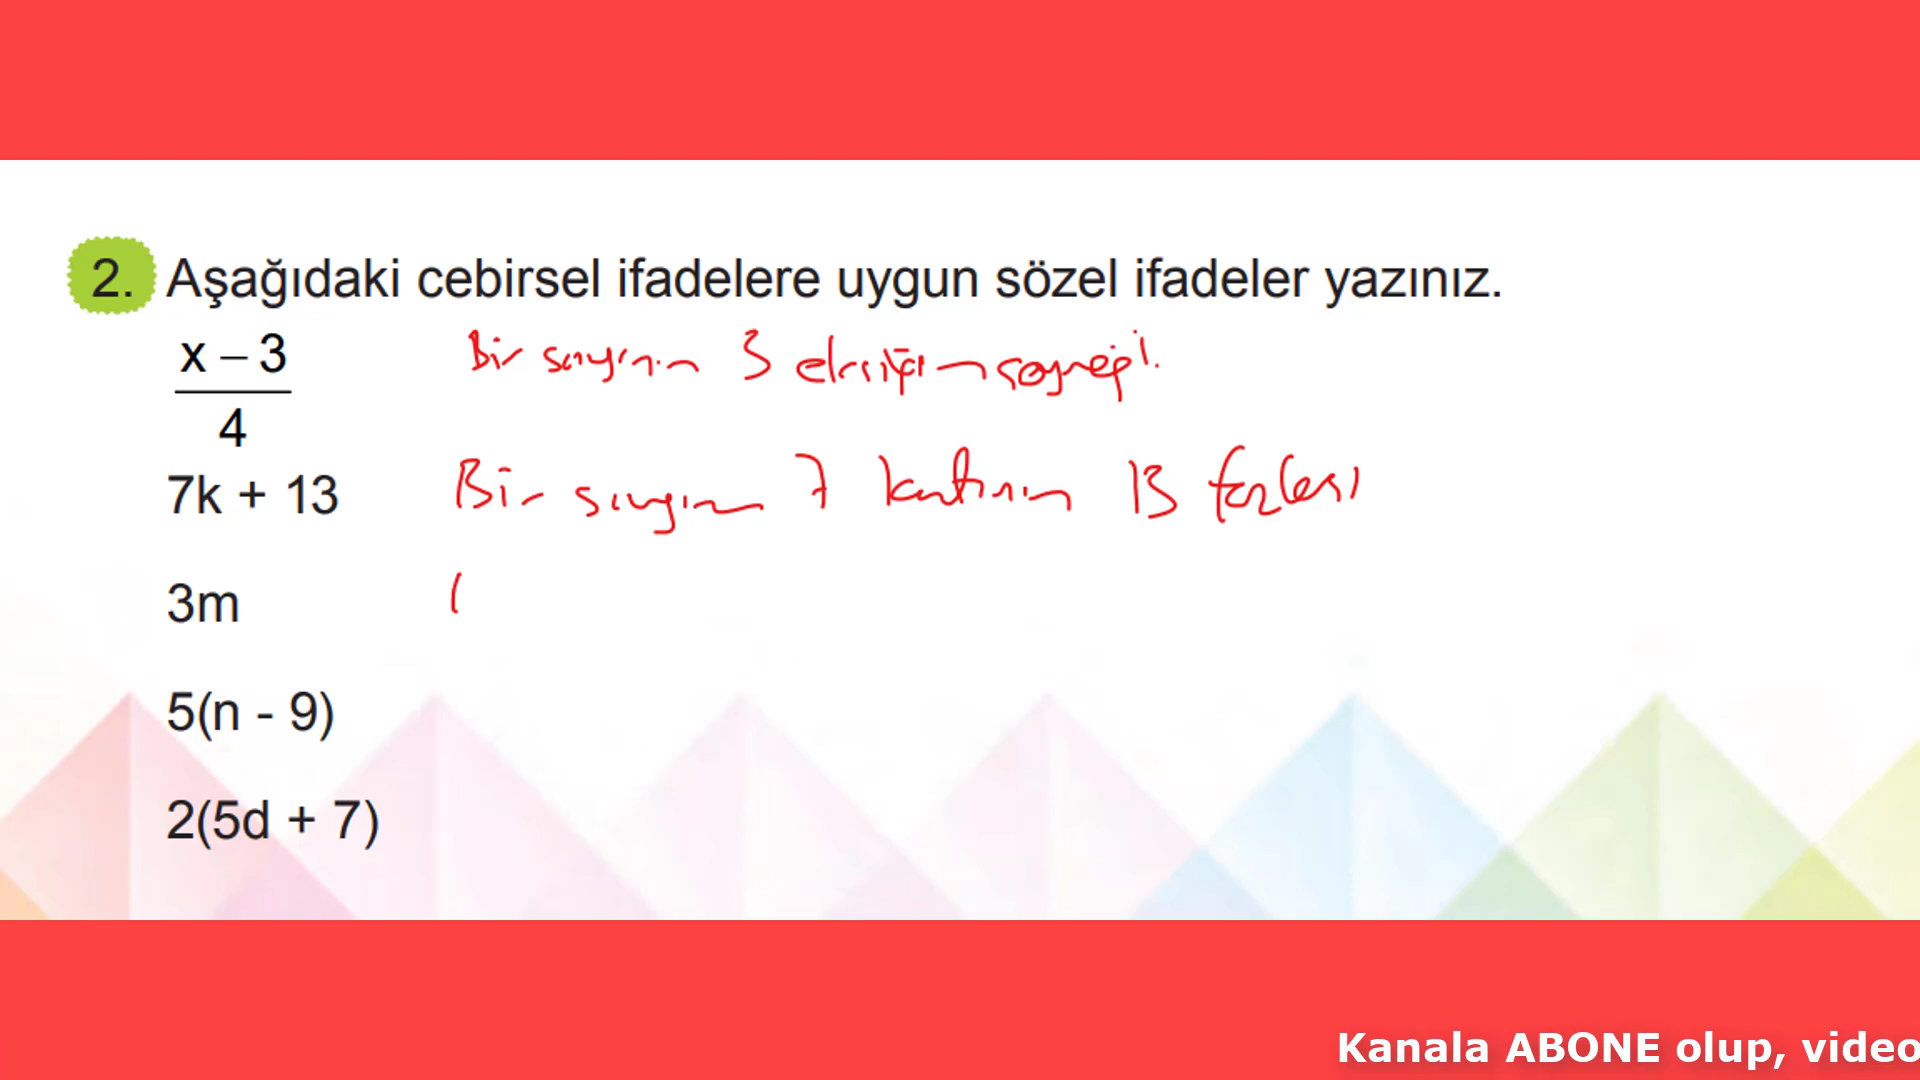 2. Aşağıdaki cebirsel ifadelere uygun sözel ifadeler yazınız.
x – 3
4
Bir sayının 3 eksiğinin çeyreği.
7k + 13 Bir sayının 7 katının 13 fazlası
3m
5(n - 9)
2(5d + 7)
Kanala ABONE olup, video